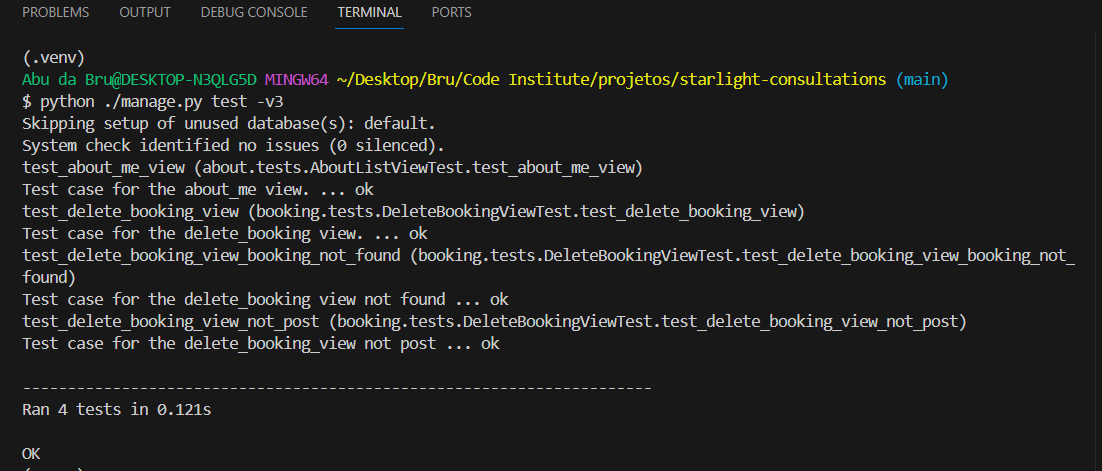 PROBLEMS OUTPUT DEBUG CONSOLE TERMINAL PORTS
(.venv)
Abu da Bru@DESKTOP-N3QLG5D MINGW64 ~/Desktop/Bru/Code Institute/projetos/starlight-consultations (main)
$ python ./manage.py test -v3
Skipping setup of unused database(s): default.
System check identified no issues (0 silenced).
test_about_me_view (about.tests.AboutListViewTest.test_about_me_view)
Test case for the about_me view. ... ok
test_delete_booking_view (booking.tests.DeleteBookingViewTest.test_delete_booking_view)
Test case for the delete_booking view. ... ok
test_delete_booking_view_booking_not_found (booking.tests.DeleteBookingViewTest.test_delete_booking_view_booking_not_
found)
Test case for the delete_booking view not found ... ok
test_delete_booking_view_not_post (booking.tests.DeleteBookingViewTest.test_delete_booking_view_not_post)
Test case for the delete_booking_view not post ... ok
----------------------------------------------------------------------
Ran 4 tests in 0.121s
OK